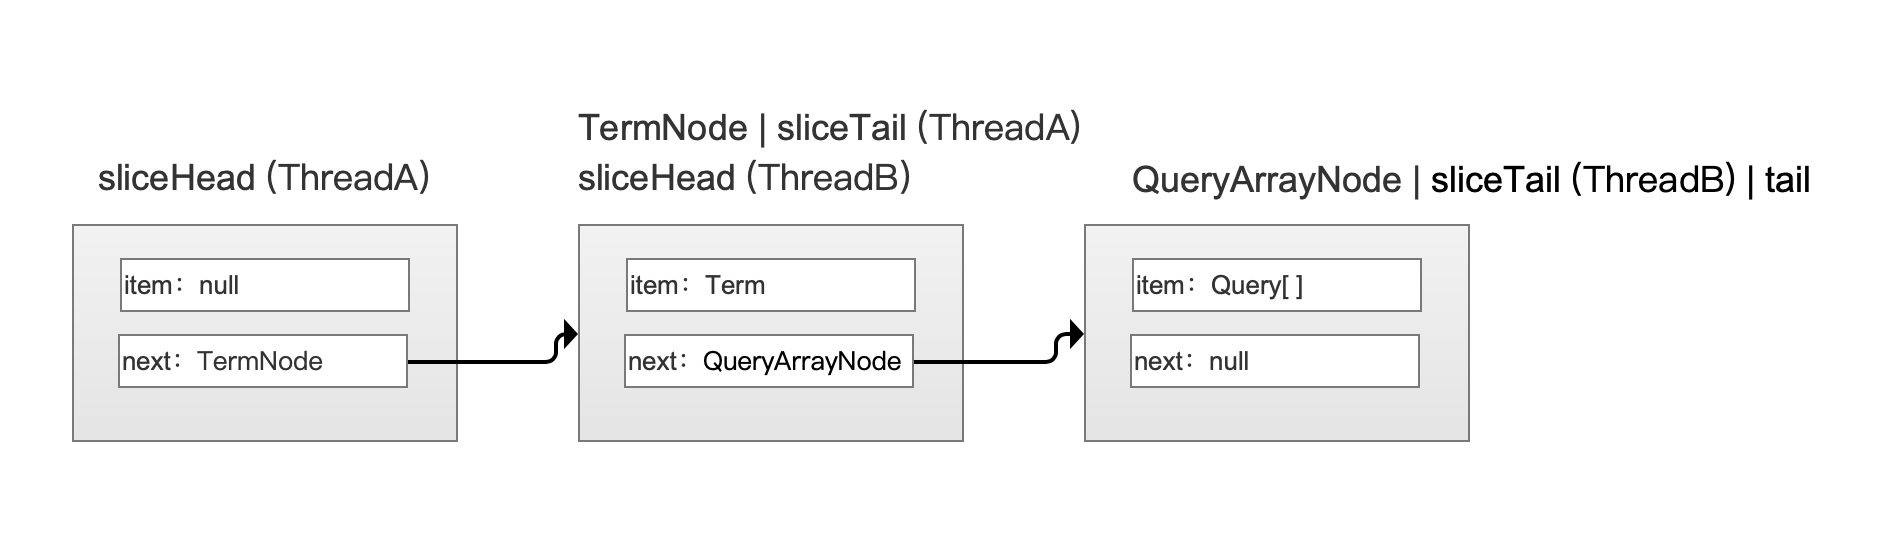 TermNode | sliceTail (ThreadA)
sliceHead (ThreadA)
sliceHead (ThreadB)
QueryArrayNode | sliceTail (ThreadB) | tail
item：null
item：Term
item：Query[ ]
next：TermNode
next：QueryArrayNode
next：null